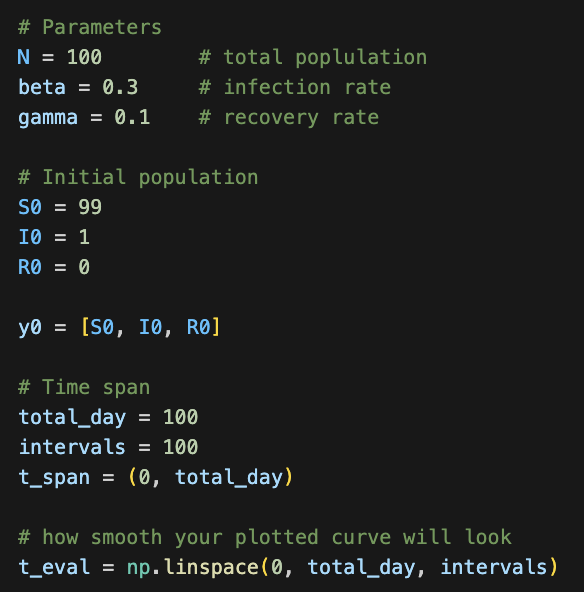 # Parameters
N = 100        # total poplulation
beta = 0.3     # infection rate
gamma = 0.1    # recovery rate
# Initial population
S0 = 99
I0 = 1
R0 = 0
y0 = [S0, I0, R0]
# Time span
total_day = 100
intervals = 100
t_span = (0, total_day)
# how smooth your plotted curve will look
t_eval = np.linspace(0, total_day, intervals)